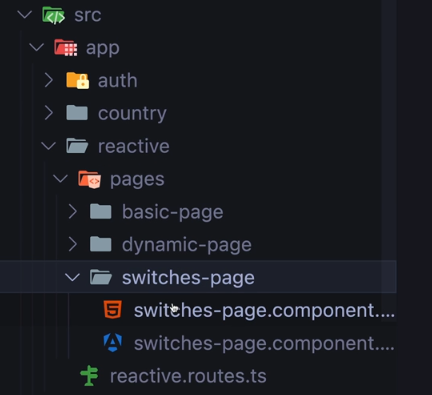 src
app
auth
country
reactive
pages
basic-page
dynamic-page
switches-page
switches-page.component....
switches-page.component....
reactive.routes.ts